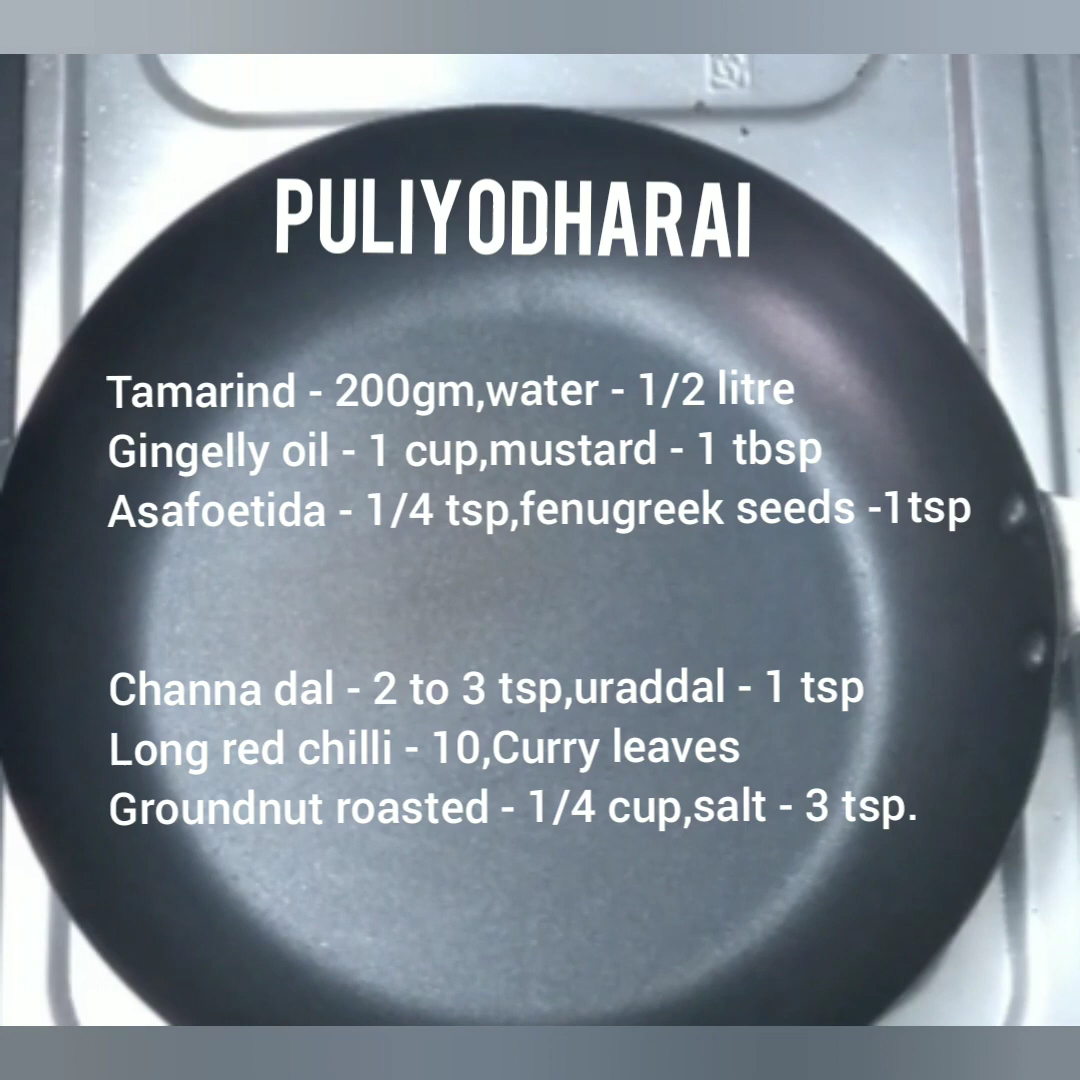 PULIYODHARAI
Tamarind - 200gm,water - 1/2 litre
Gingelly oil - 1 cup,mustard - 1 tbsp
Asafoetida - 1/4 tsp,fenugreek seeds -1tsp
Channa dal - 2 to 3 tsp,uraddal - 1 tsp
Long red chilli - 10,Curry leaves
Groundnut roasted - 1/4 cup,salt - 3 tsp.